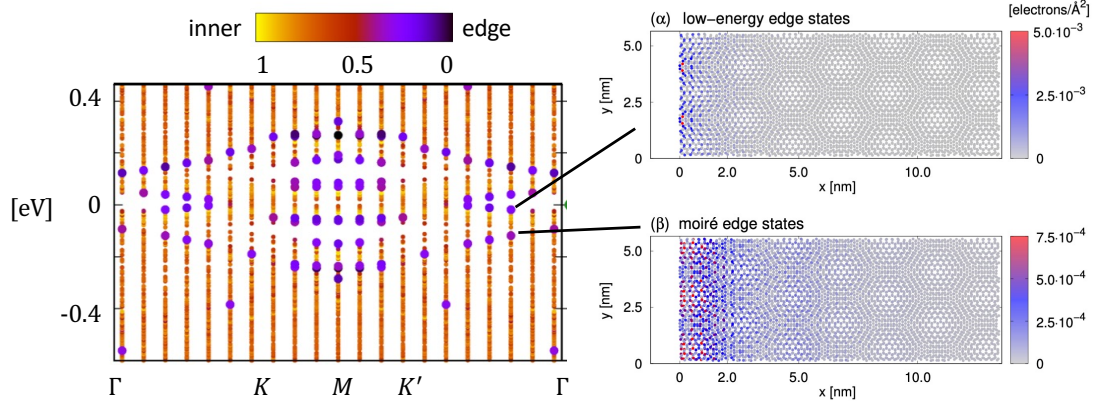 inner edge
1 0.5 0
0.4
0
-0.4
[eV]
Γ K M K′ Γ
(α) low-energy edge states
[electrons/Å²]
y [nm]
5.0
2.5
0
0 2.0 5.0 10.0
x [nm]
5.0·10⁻³
2.5·10⁻³
0
(β) moiré edge states
y [nm]
5.0
2.5
0
0 2.0 5.0 10.0
x [nm]
7.5·10⁻⁴
5·10⁻⁴
2.5·10⁻⁴
0